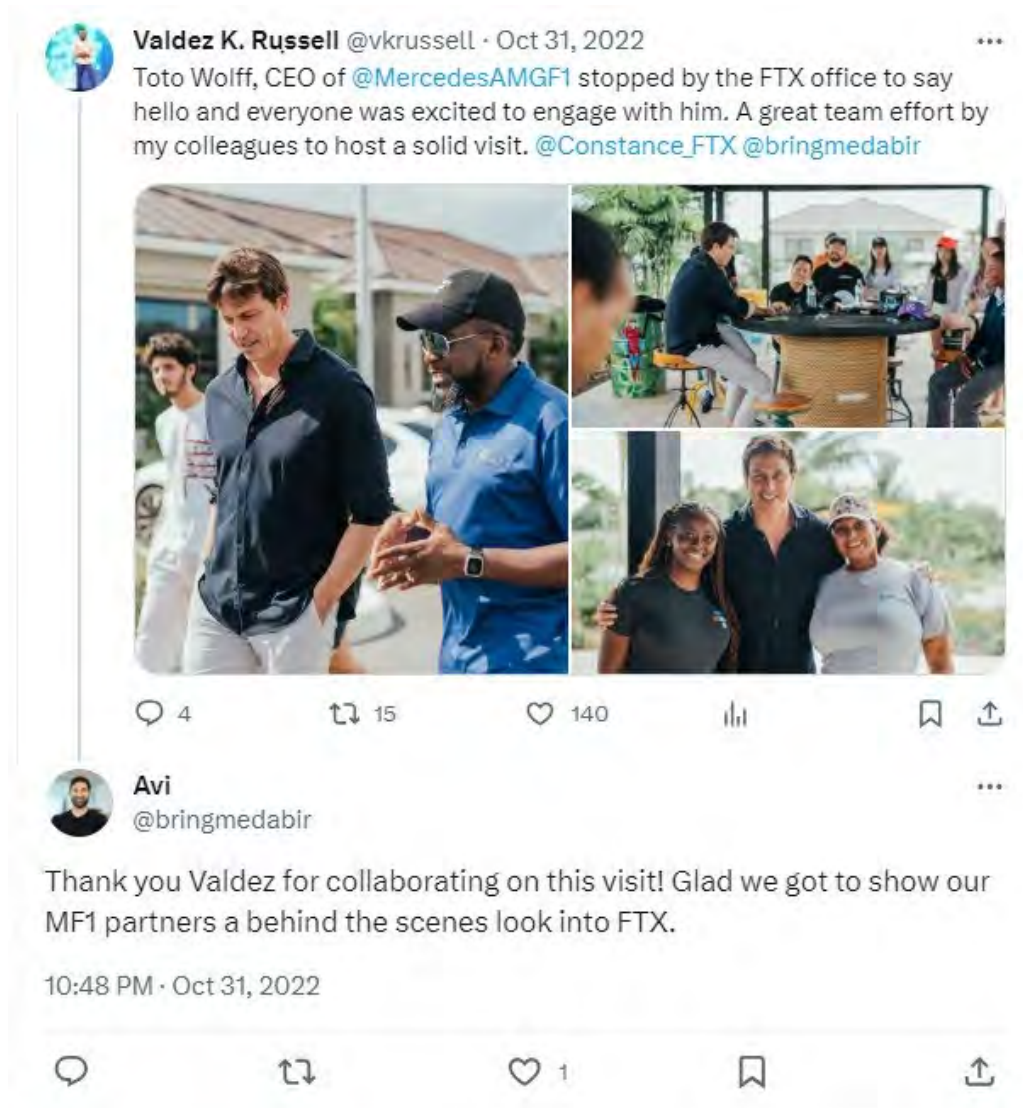 Valdez K. Russell @vkrussell · Oct 31, 2022
Toto Wolff, CEO of @MercedesAMGF1 stopped by the FTX office to say
hello and everyone was excited to engage with him. A great team effort by
my colleagues to host a solid visit. @Constance_FTX @bringmedabir
4 15 140
Avi
@bringmedabir
Thank you Valdez for collaborating on this visit! Glad we got to show our
MF1 partners a behind the scenes look into FTX.
10:48 PM · Oct 31, 2022
1